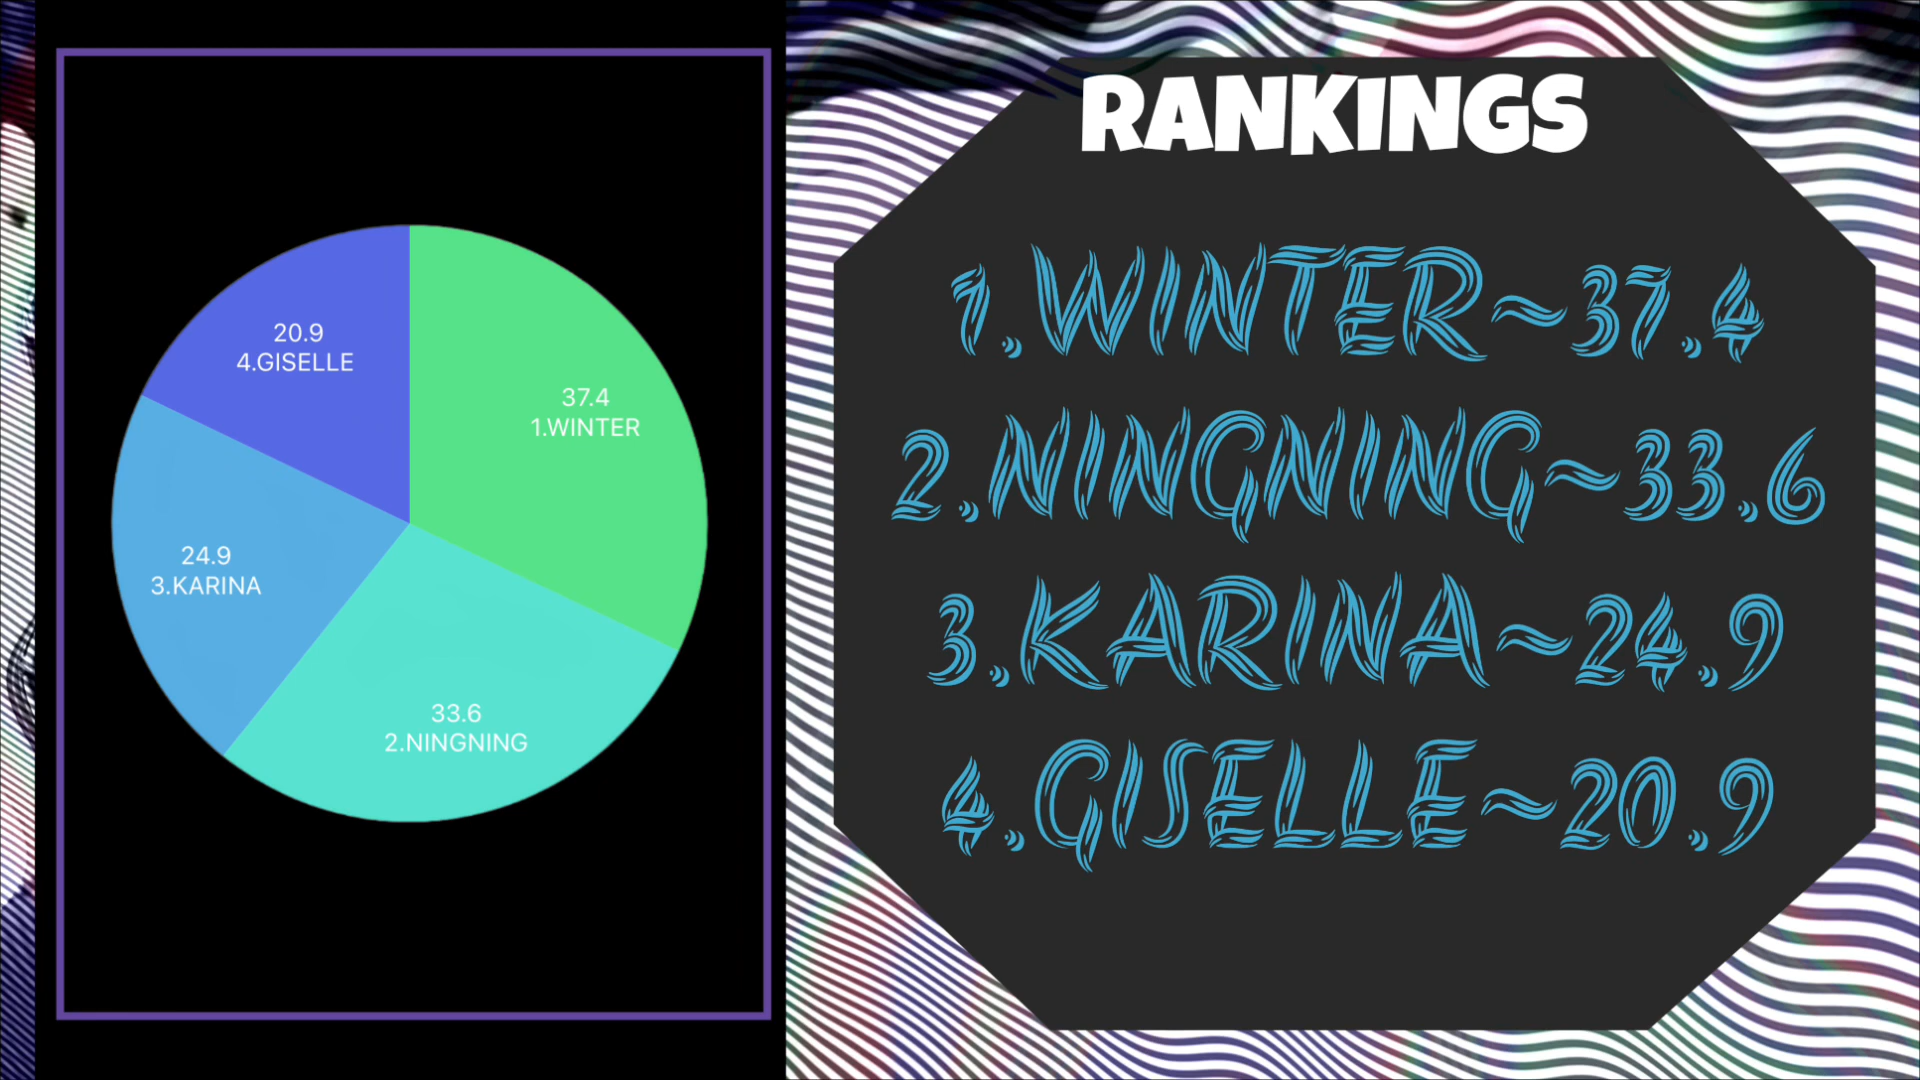 20.9
4.GISELLE
37.4
1.WINTER
24.9
3.KARINA
33.6
2.NINGNING
RANKINGS
1.WINTER~37.4
2.NINGNING~33.6
3.KARINA~24.9
4.GISELLE~20.9